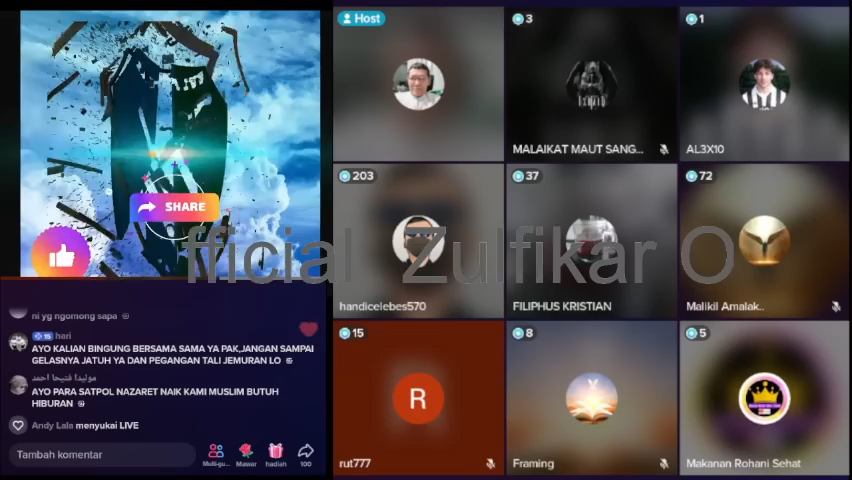 SHARE
ni yg ngomong sapa
15 hari
AYO KALIAN BINGUNG BERSAMA SAMA YA PAK,JANGAN SAMPAI
GELASNYA JATUH YA DAN PEGANGAN TALI JEMURAN LO
موليدا فتيحا احمد
AYO PARA SATPOL NAZARET NAIK KAMI MUSLIM BUTUH
HIBURAN
Andy Lala menyukai LIVE
Tambah komentar
Multi-gu...
Mawar
hadiah
100
Host
3
MALAIKAT MAUT SANG...
1
AL3X10
203
handicelebes570
37
FILIPHUS KRISTIAN
72
Malikil Amalak..
15
R
rut777
8
Framing
5
Makanan Rohani Sehat
fficial Zulfikar O